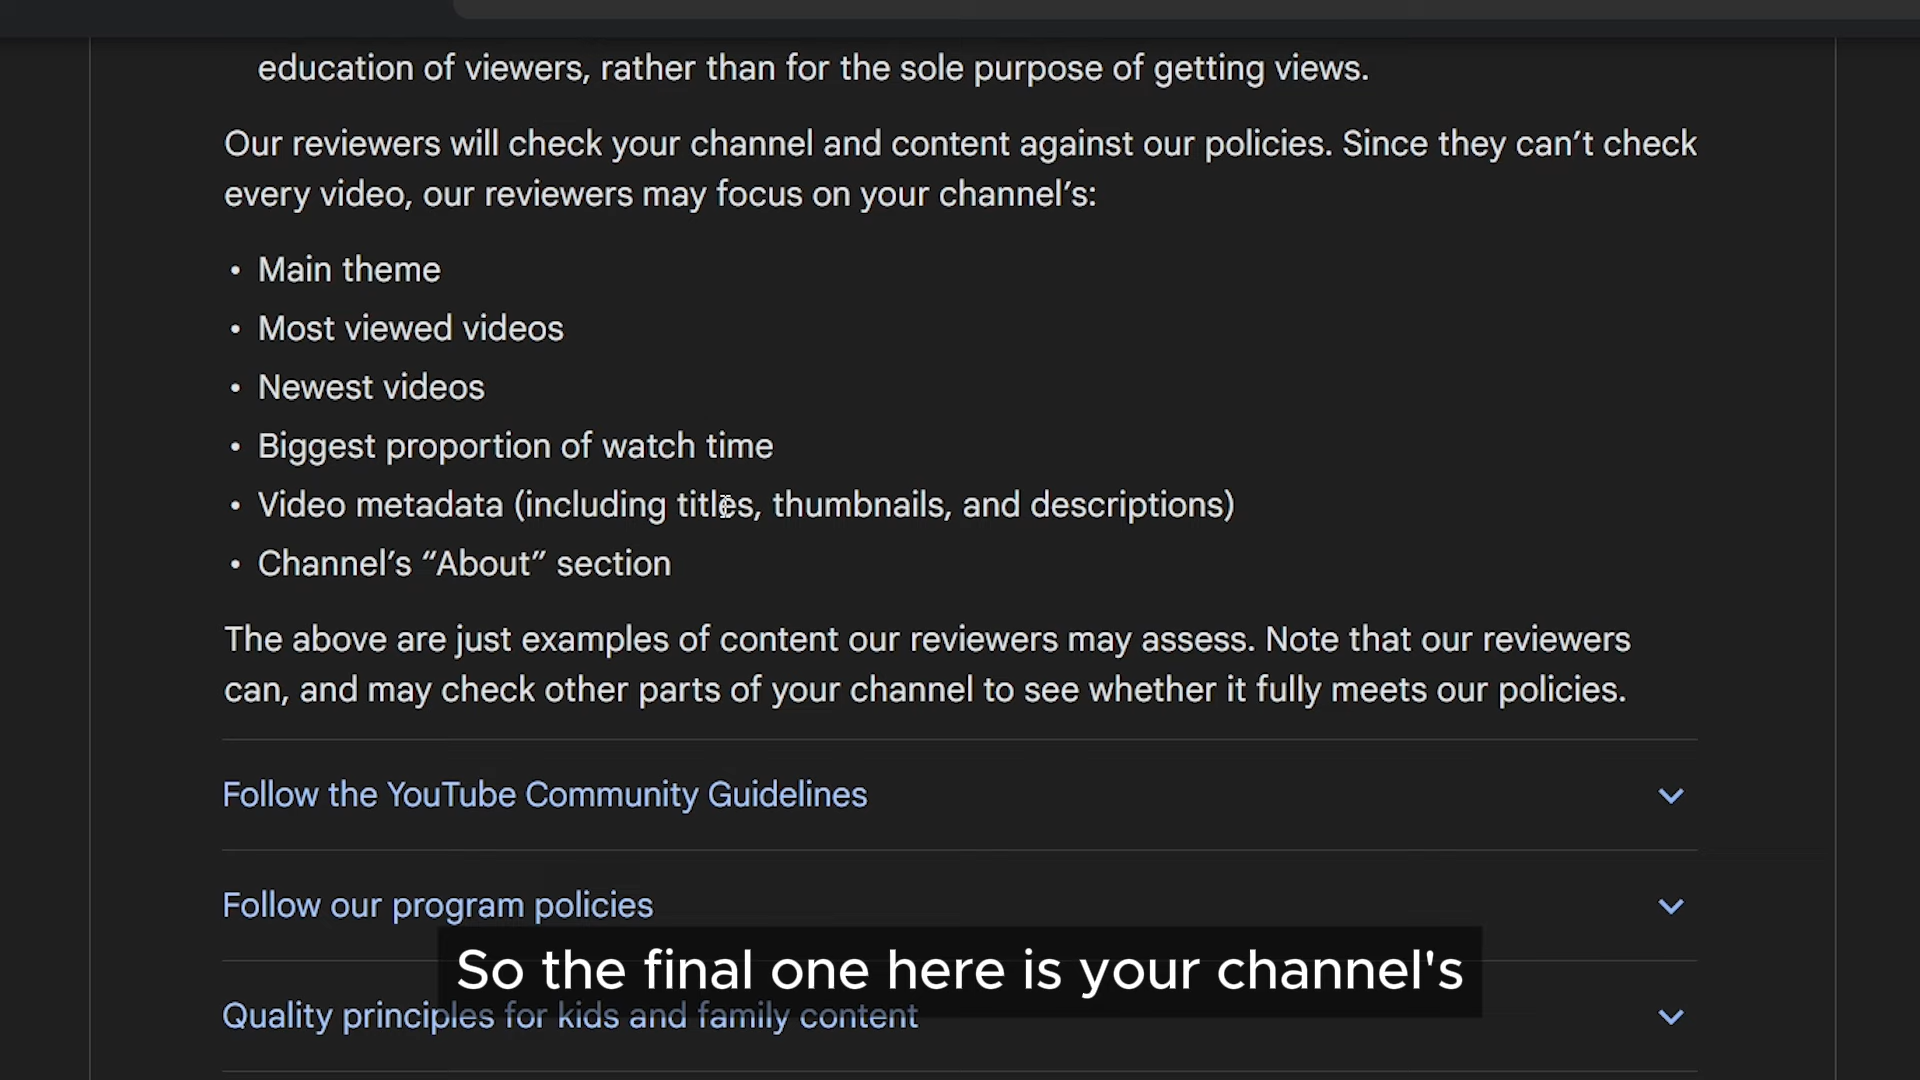 education of viewers, rather than for the sole purpose of getting views.
Our reviewers will check your channel and content against our policies. Since they can’t check
every video, our reviewers may focus on your channel’s:
• Main theme
• Most viewed videos
• Newest videos
• Biggest proportion of watch time
• Video metadata (including titles, thumbnails, and descriptions)
• Channel’s “About” section
The above are just examples of content our reviewers may assess. Note that our reviewers
can, and may check other parts of your channel to see whether it fully meets our policies.
Follow the YouTube Community Guidelines
Follow our program policies
So the final one here is your channel's
Quality principles for kids and family content